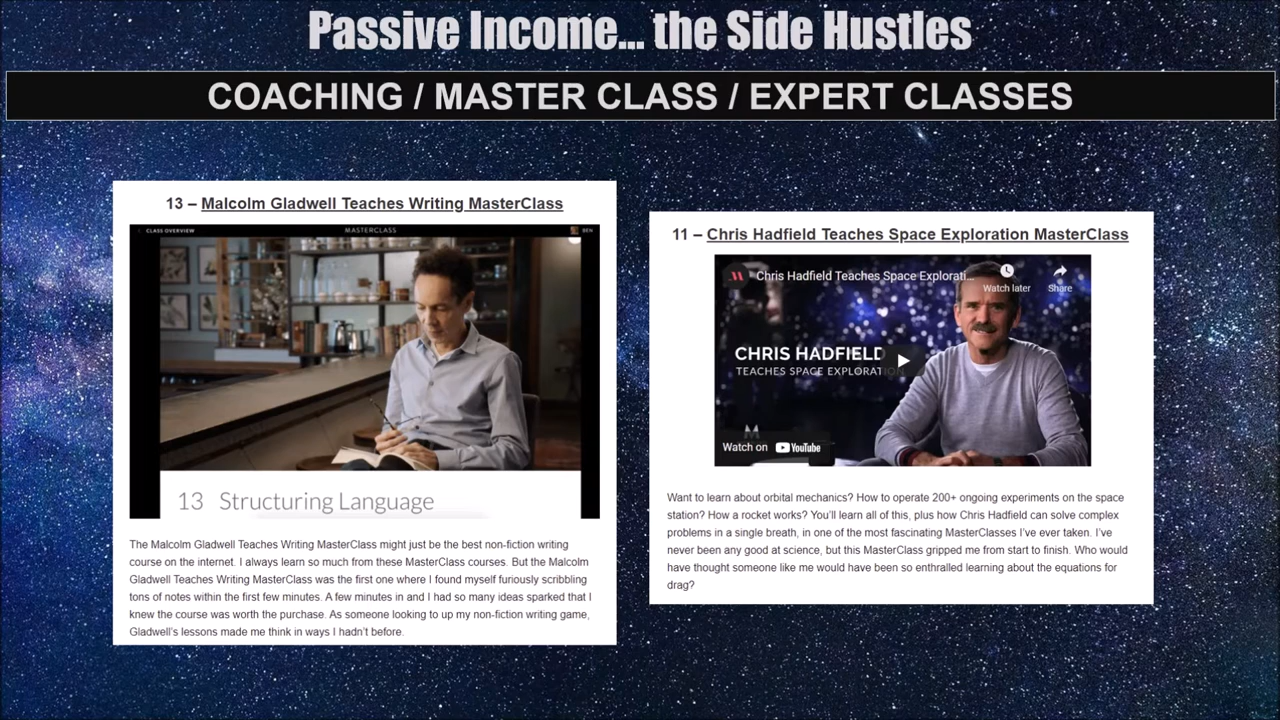 Passive Income... the Side Hustles
COACHING / MASTER CLASS / EXPERT CLASSES
13 – Malcolm Gladwell Teaches Writing MasterClass
CLASS OVERVIEW
MASTERCLASS
BEN
13 Structuring Language
The Malcolm Gladwell Teaches Writing MasterClass might just be the best non-fiction writing
course on the internet. I always learn so much from these MasterClass courses. But the Malcolm
Gladwell Teaches Writing MasterClass was the first one where I found myself furiously scribbling
tons of notes within the first few minutes. A few minutes in and I had so many ideas sparked that I
knew the course was worth the purchase. As someone looking to up my non-fiction writing game,
Gladwell's lessons made me think in ways I hadn't before.
11 – Chris Hadfield Teaches Space Exploration MasterClass
Chris Hadfield Teaches Space Explorati...
Watch later
Share
CHRIS HADFIELD
TEACHES SPACE EXPLORATION
Watch on YouTube
Want to learn about orbital mechanics? How to operate 200+ ongoing experiments on the space
station? How a rocket works? You'll learn all of this, plus how Chris Hadfield can solve complex
problems in a single breath, in one of the most fascinating MasterClasses I've ever taken. I've
never been any good at science, but this MasterClass gripped me from start to finish. Who would
have thought someone like me would have been so enthralled learning about the equations for
drag?